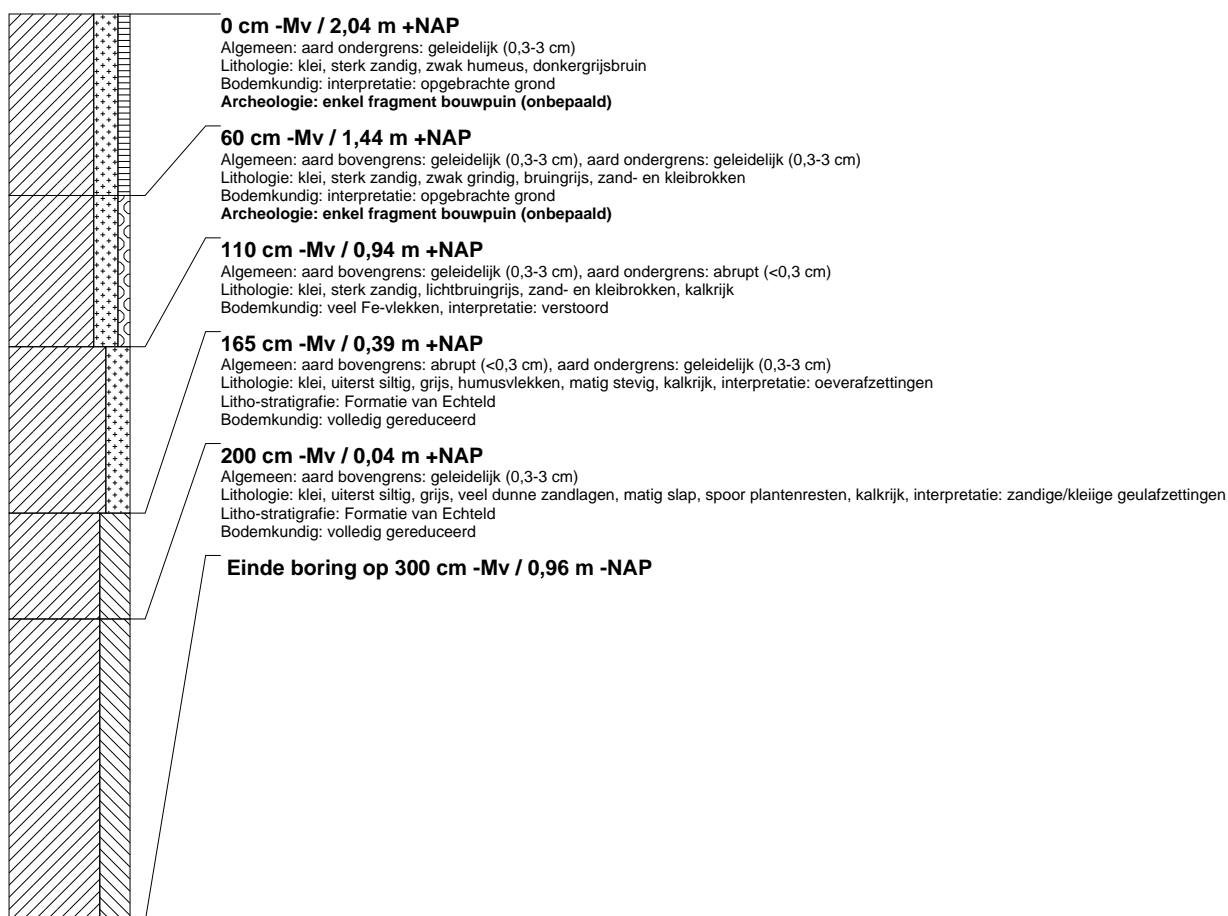 0 cm -Mv / 2,04 m +NAP
Algemeen: aard ondergrens: geleidelijk (0,3-3 cm)
Lithologie: klei, sterk zandig, zwak humeus, donkergrijsbruin
Bodemkundig: interpretatie: opgebrachte grond
Archeologie: enkel fragment bouwpuin (onbepaald)
60 cm -Mv / 1,44 m +NAP
Algemeen: aard bovengrens: geleidelijk (0,3-3 cm), aard ondergrens: geleidelijk (0,3-3 cm)
Lithologie: klei, sterk zandig, zwak grindig, bruingrijs, zand- en kleibrokken
Bodemkundig: interpretatie: opgebrachte grond
Archeologie: enkel fragment bouwpuin (onbepaald)
110 cm -Mv / 0,94 m +NAP
Algemeen: aard bovengrens: geleidelijk (0,3-3 cm), aard ondergrens: abrupt (<0,3 cm)
Lithologie: klei, sterk zandig, lichtbruingrijs, zand- en kleibrokken, kalkrijk
Bodemkundig: veel Fe-vlekken, interpretatie: verstoord
165 cm -Mv / 0,39 m +NAP
Algemeen: aard bovengrens: abrupt (<0,3 cm), aard ondergrens: geleidelijk (0,3-3 cm)
Lithologie: klei, uiterst siltig, grijs, humusvlekken, matig stevig, kalkrijk, interpretatie: oeverafzettingen
Litho-stratigrafie: Formatie van Echteld
Bodemkundig: volledig gereduceerd
200 cm -Mv / 0,04 m +NAP
Algemeen: aard bovengrens: geleidelijk (0,3-3 cm)
Lithologie: klei, uiterst siltig, grijs, veel dunne zandlagen, matig slap, spoor plantenresten, kalkrijk, interpretatie: zandige/kleiige geulafzettingen
Litho-stratigrafie: Formatie van Echteld
Bodemkundig: volledig gereduceerd
Einde boring op 300 cm -Mv / 0,96 m -NAP